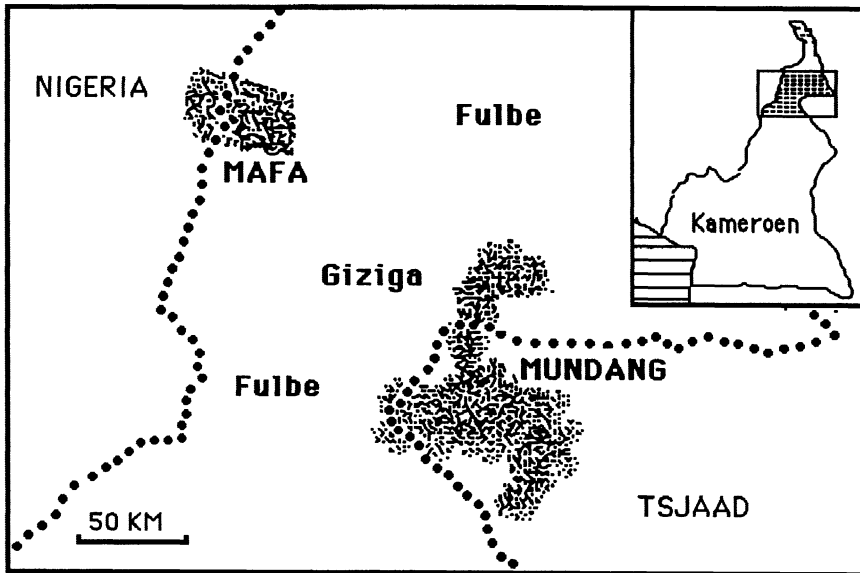 NIGERIA
Fulbe
MAFA
Kameroen
Giziga
MUNDANG
Fulbe
TSJAAD
50 KM